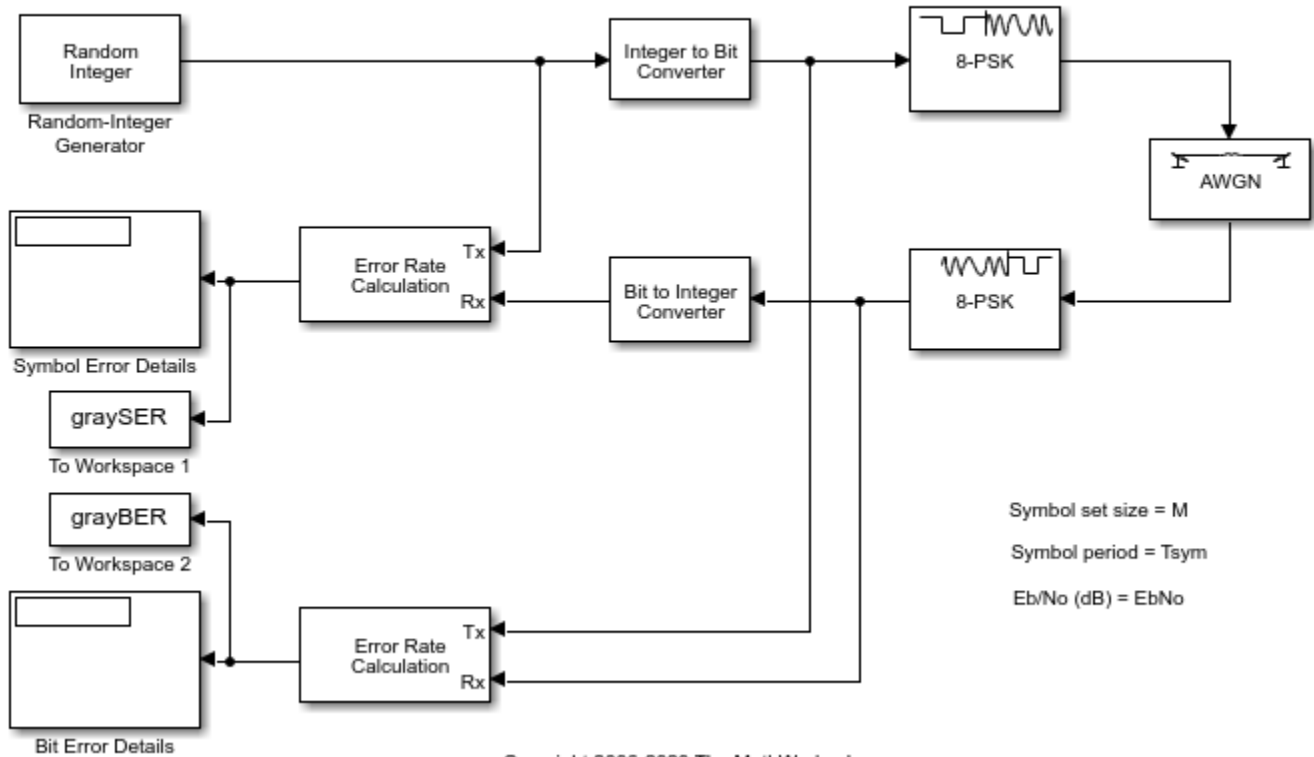 Random
Integer
Random-Integer
Generator
Integer to Bit
Converter
8-PSK
AWGN
Error Rate
Calculation
Tx
Rx
Bit to Integer
Converter
8-PSK
Symbol Error Details
graySER
To Workspace 1
grayBER
To Workspace 2
Symbol set size = M
Symbol period = Tsym
Eb/No (dB) = EbNo
Error Rate
Calculation
Tx
Rx
Bit Error Details